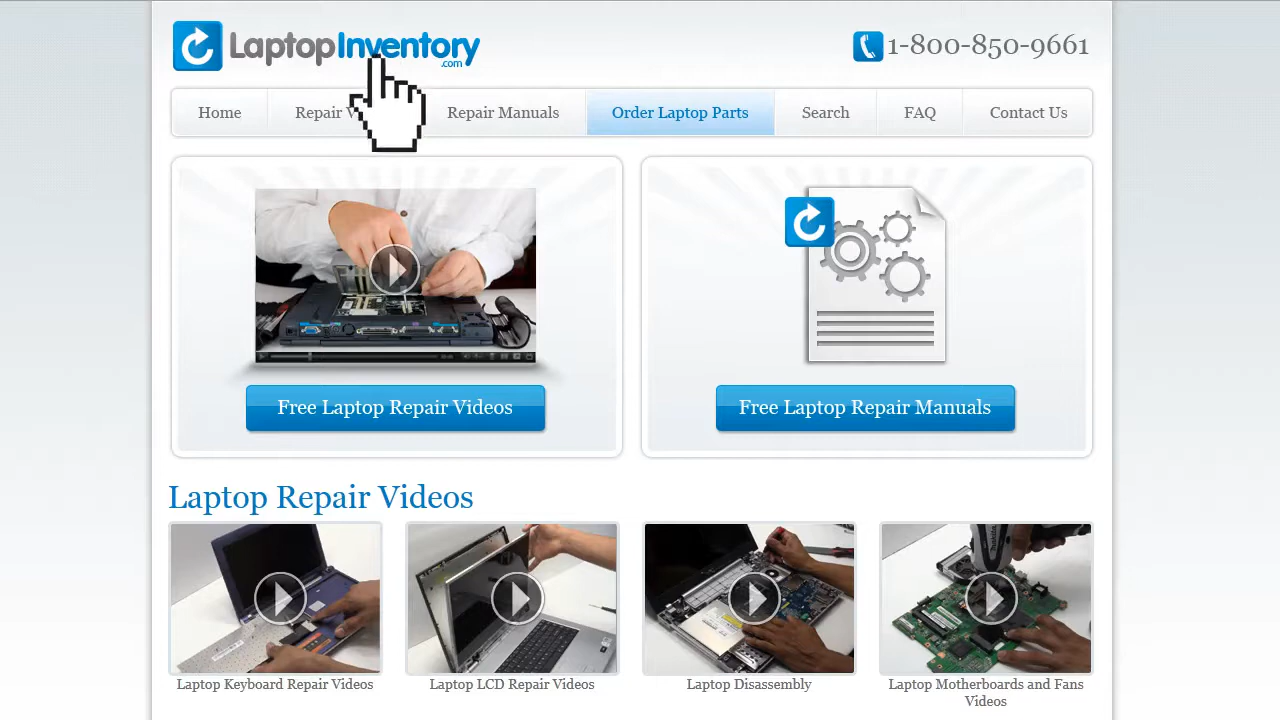 LaptopInventory
.com
1-800-850-9661
Home
Repair
Repair Manuals
Order Laptop Parts
Search
FAQ
Contact Us
Free Laptop Repair Videos
Free Laptop Repair Manuals
Laptop Repair Videos
Laptop Keyboard Repair Videos
Laptop LCD Repair Videos
Laptop Disassembly
Laptop Motherboards and Fans
Videos